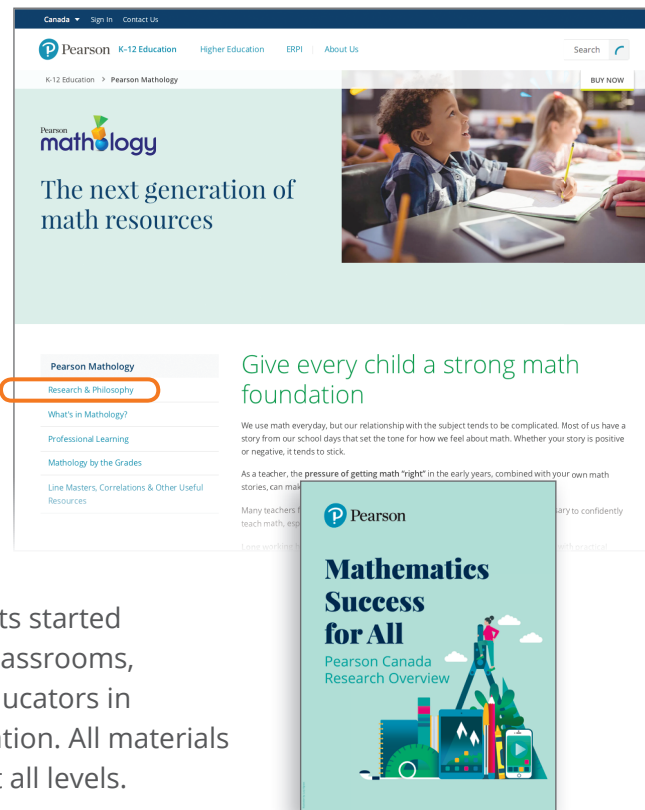 Canada Sign In Contact Us
Pearson K–12 Education Higher Education ERPI About Us Search
K-12 Education > Pearson Mathology BUY NOW
Pearson
mathology
The next generation of
math resources
Pearson Mathology
Research & Philosophy
What's in Mathology?
Professional Learning
Mathology by the Grades
Line Masters, Correlations & Other Useful
Resources
Give every child a strong math
foundation
We use math everyday, but our relationship with the subject tends to be complicated. Most of us have a
story from our school days that set the tone for how we feel about math. Whether your story is positive
or negative, it tends to stick.
As a teacher, the pressure of getting math "right" in the early years, combined with your own math
stories, can mak
Many teachers f ary to confidently
teach math, esp
Pearson
Mathematics
Success
for All
Pearson Canada
Research Overview
ts started
assrooms,
ucators in
ation. All materials
t all levels.